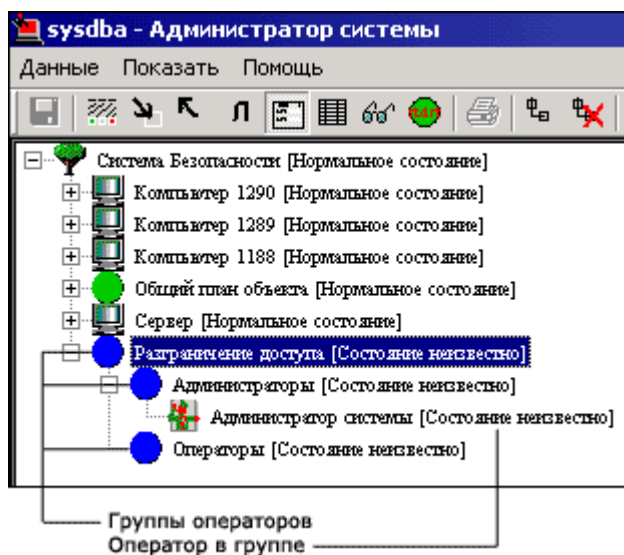 sysdba - Администратор системы
Данные Показать Помощь
Л
Система Безопасности [Нормальное состояние]
Компьютер 1290 [Нормальное состояние]
Компьютер 1289 [Нормальное состояние]
Компьютер 1188 [Нормальное состояние]
Общий план объекта [Нормальное состояние]
Сервер [Нормальное состояние]
Разграничение доступа [Состояние неизвестно]
Администраторы [Состояние неизвестно]
Администратор системы [Состояние неизвестно]
Операторы [Состояние неизвестно]
Группы операторов
Оператор в группе